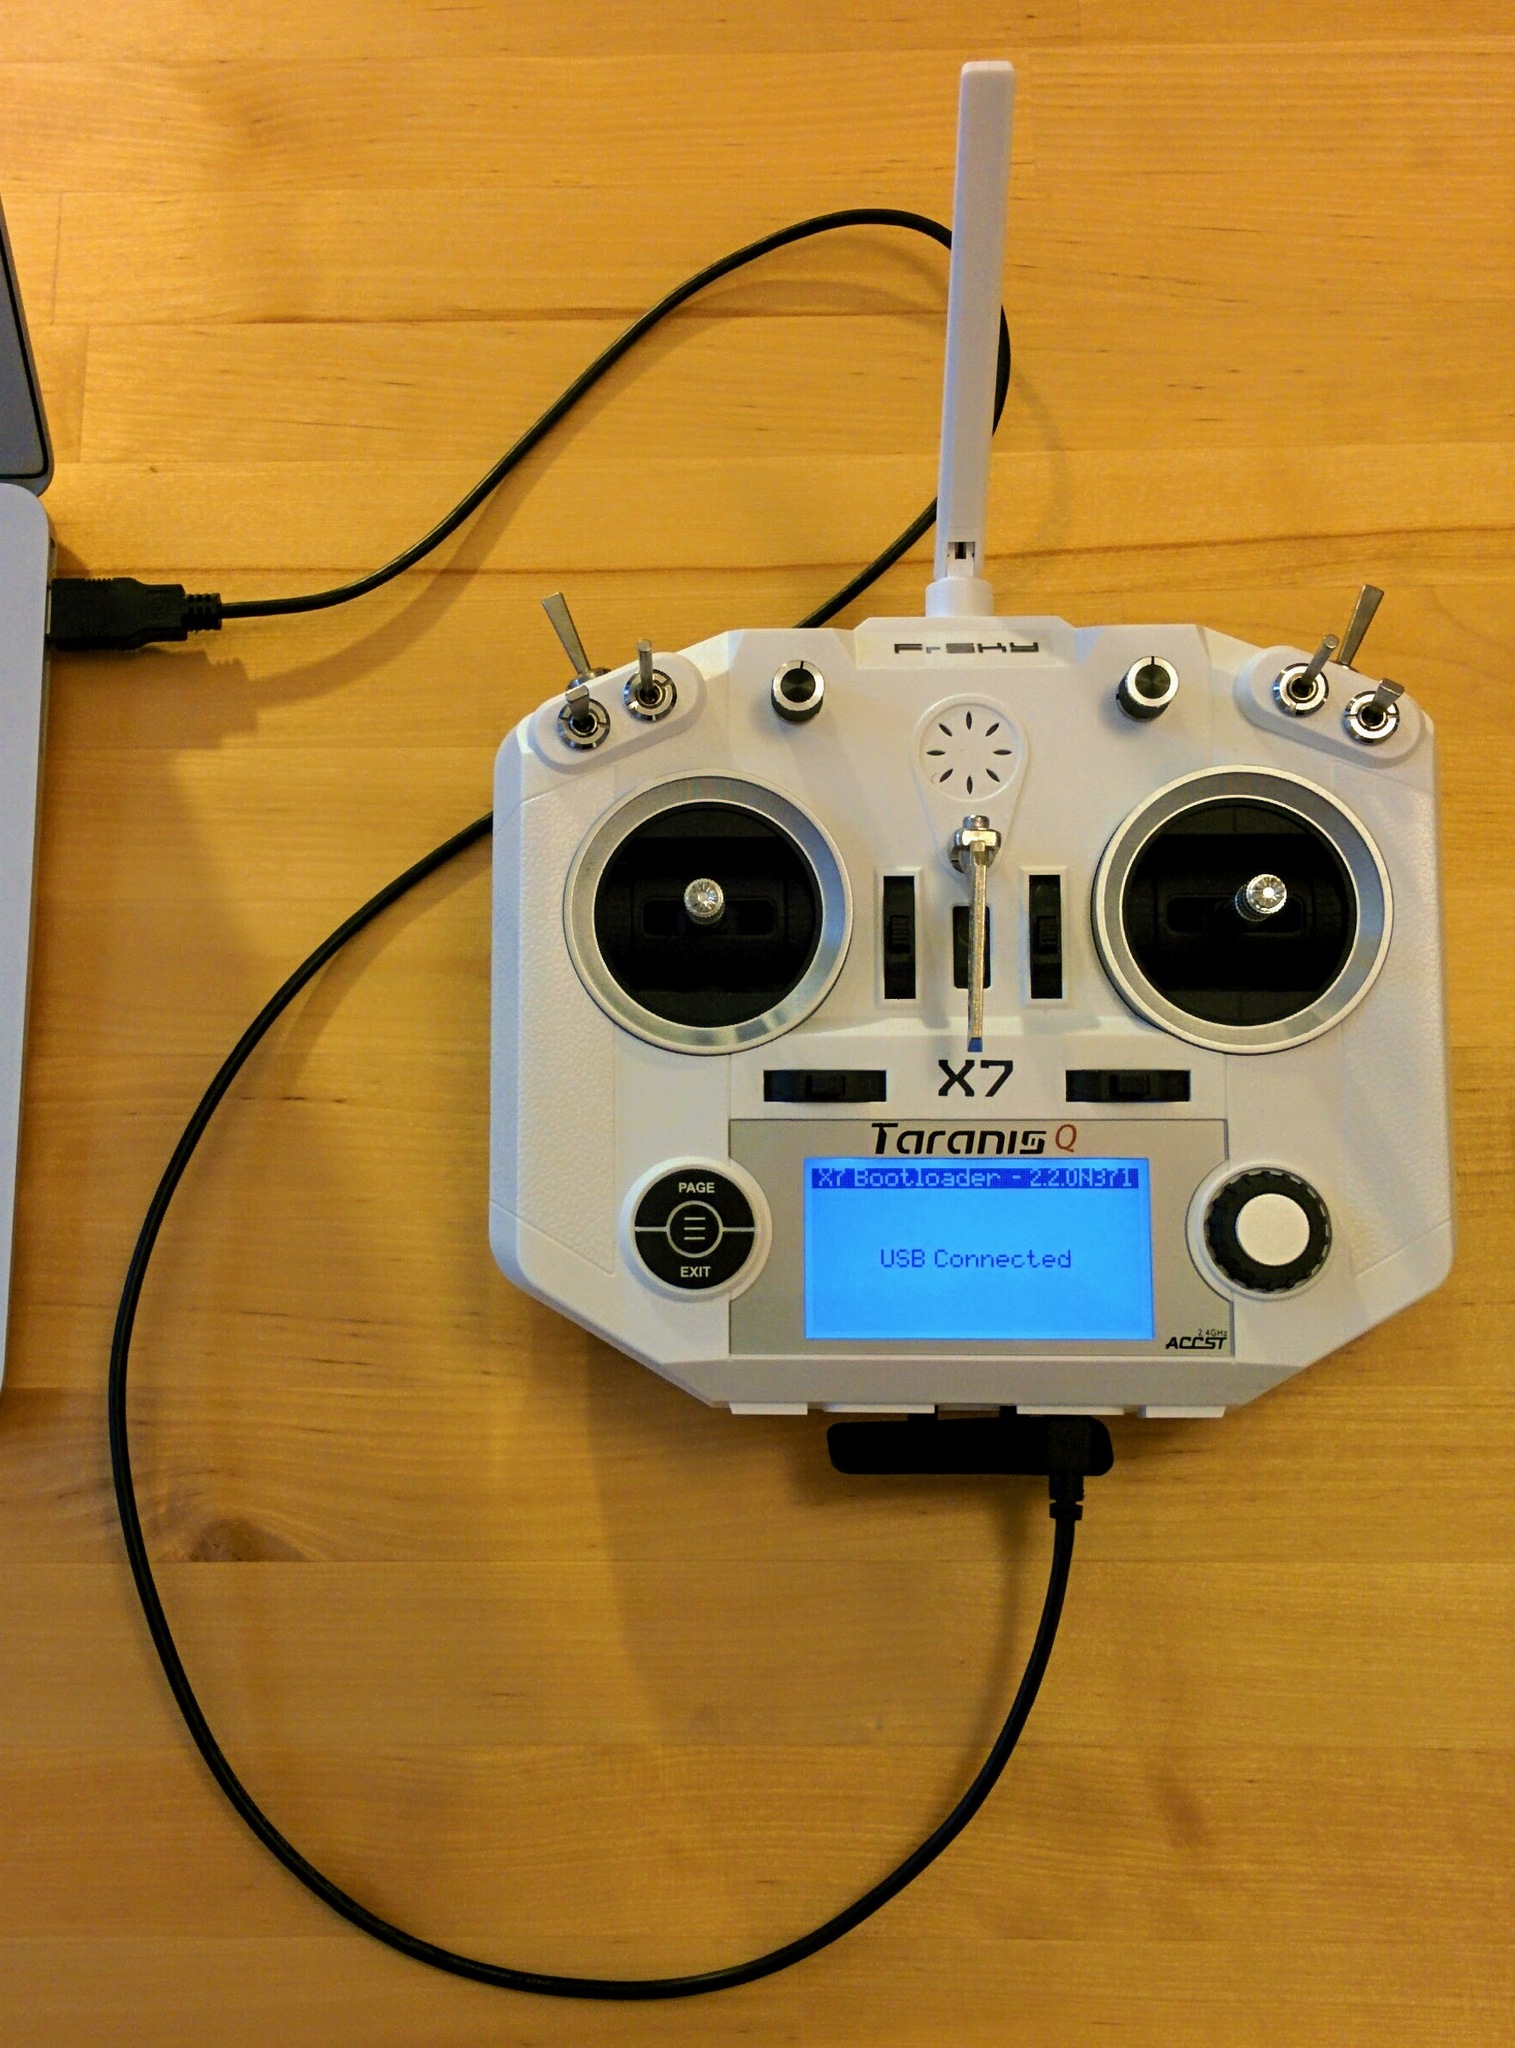 FrSky
X7
Taranis Q
X7 Bootloader - 2.2.0N371
USB Connected
PAGE
EXIT
2.4GHz
ACCST